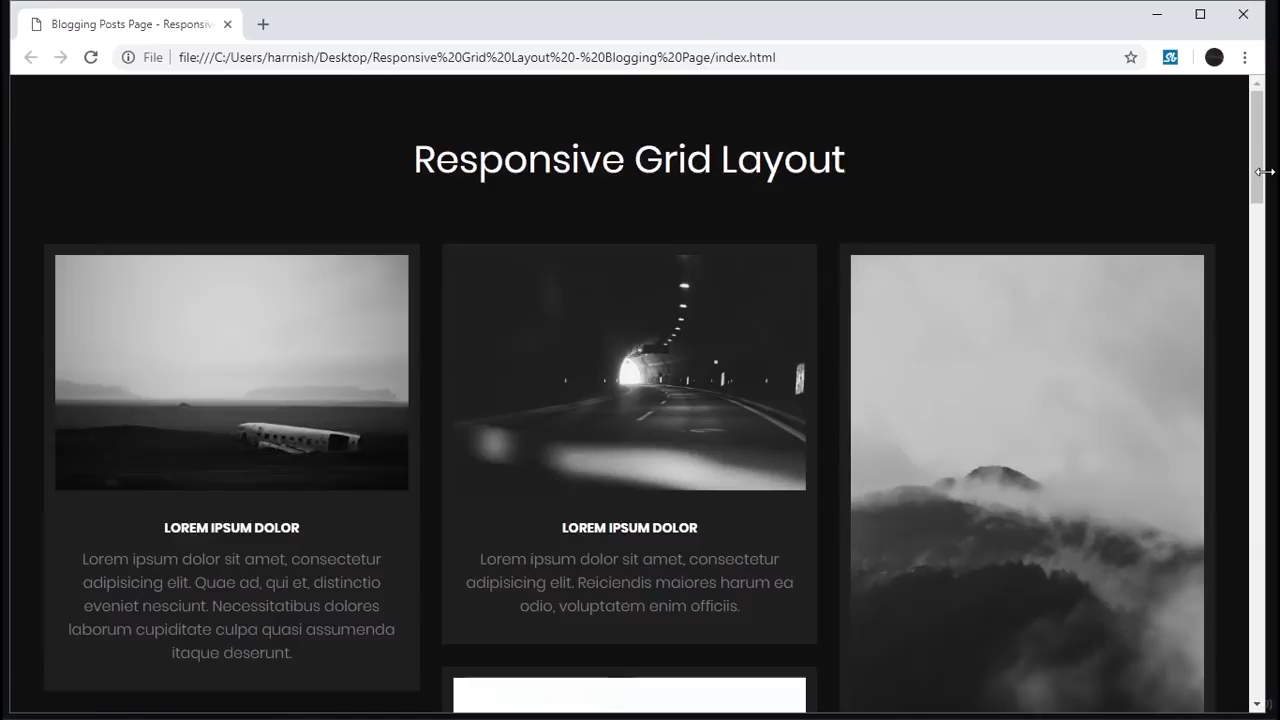 Blogging Posts Page - Responsiv
File
file:///C:/Users/harrnish/Desktop/Responsive%20Grid%20Layout%20-%20Blogging%20Page/index.html
Responsive Grid Layout
LOREM IPSUM DOLOR
Lorem ipsum dolor sit amet, consectetur
adipisicing elit. Quae ad, qui et, distinctio
eveniet nesciunt. Necessitatibus dolores
laborum cupiditate culpa quasi assumenda
itaque deserunt.
LOREM IPSUM DOLOR
Lorem ipsum dolor sit amet, consectetur
adipisicing elit. Reiciendis maiores harum ea
odio, voluptatem enim officiis.